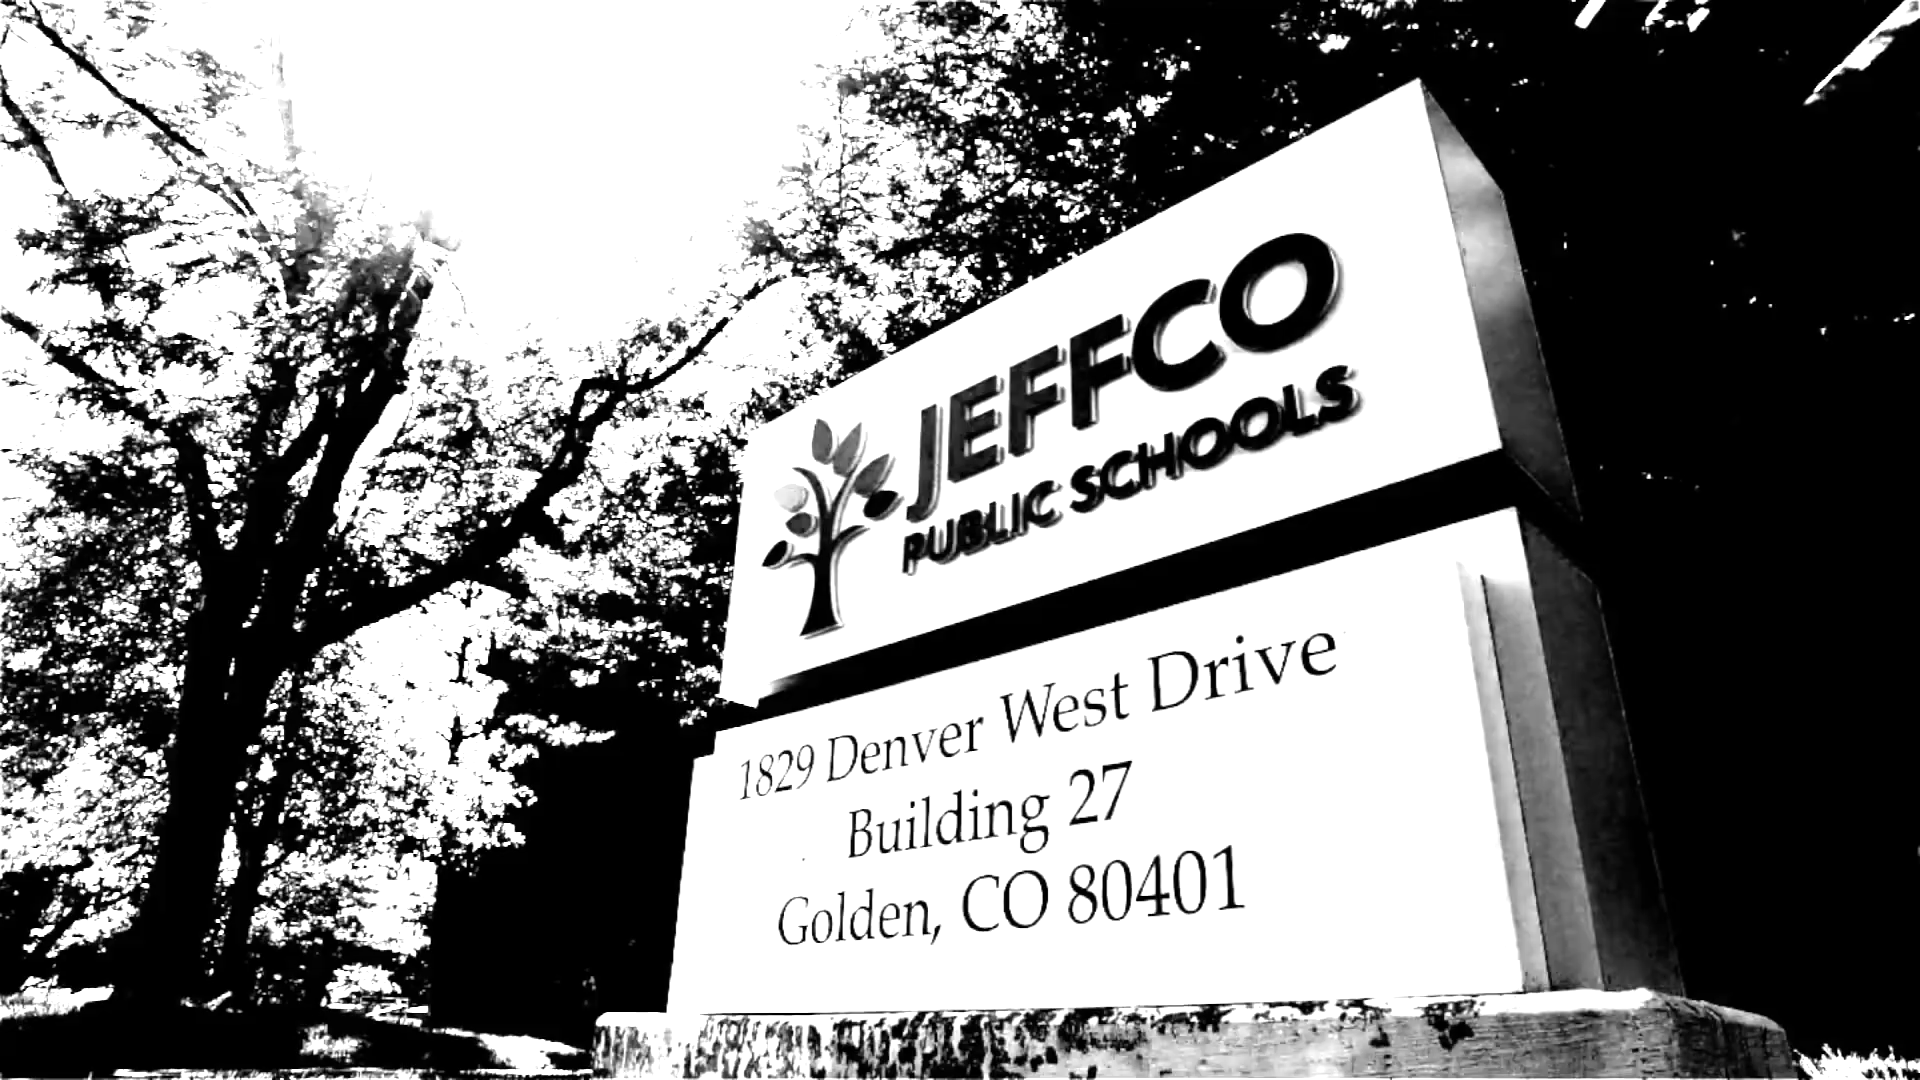 JEFFCO
PUBLIC SCHOOLS
1829 Denver West Drive
Building 27
Golden, CO 80401